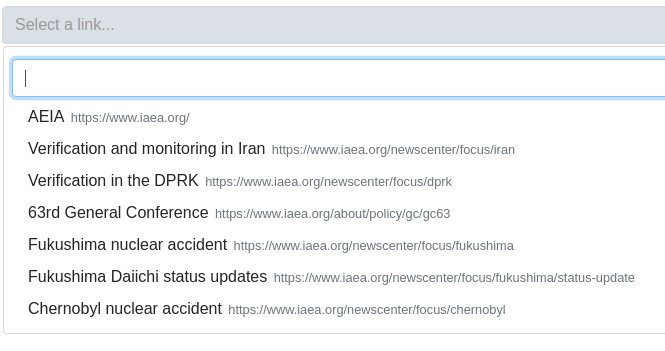 Select a link...
AEIA https://www.iaea.org/
Verification and monitoring in Iran https://www.iaea.org/newscenter/focus/iran
Verification in the DPRK https://www.iaea.org/newscenter/focus/dprk
63rd General Conference https://www.iaea.org/about/policy/gc/gc63
Fukushima nuclear accident https://www.iaea.org/newscenter/focus/fukushima
Fukushima Daiichi status updates https://www.iaea.org/newscenter/focus/fukushima/status-update
Chernobyl nuclear accident https://www.iaea.org/newscenter/focus/chernobyl